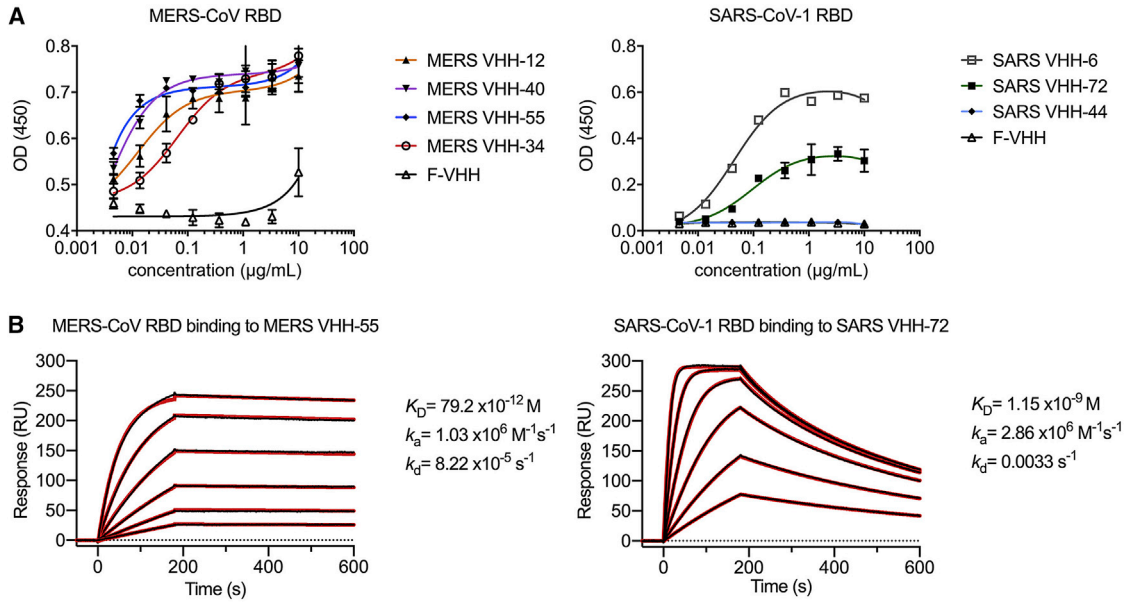 A
MERS-CoV RBD
0.8
0.7
0.6
0.5
0.4
OD (450)
0.001 0.01 0.1 1 10 100
concentration (µg/mL)
MERS VHH-12
MERS VHH-40
MERS VHH-55
MERS VHH-34
F-VHH
SARS-CoV-1 RBD
0.8
0.6
0.4
0.2
0.0
OD (450)
0.001 0.01 0.1 1 10 100
concentration (µg/mL)
SARS VHH-6
SARS VHH-72
SARS VHH-44
F-VHH
B
MERS-CoV RBD binding to MERS VHH-55
300
250
200
150
100
50
0
Response (RU)
0 200 400 600
Time (s)
K_D= 79.2 x10⁻¹² M
k_a= 1.03 x10⁶ M⁻¹s⁻¹
k_d= 8.22 x10⁻⁵ s⁻¹
SARS-CoV-1 RBD binding to SARS VHH-72
300
250
200
150
100
50
0
Response (RU)
0 200 400 600
Time (s)
K_D= 1.15 x10⁻⁹ M
k_a= 2.86 x10⁶ M⁻¹s⁻¹
k_d= 0.0033 s⁻¹